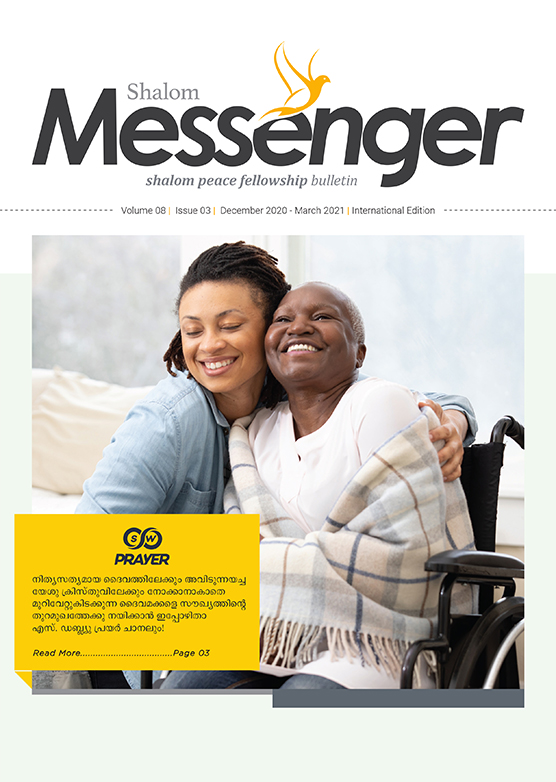 Shalom
Messenger
shalom peace fellowship bulletin
Volume 08 | Issue 03 | December 2020 - March 2021 | International Edition
S W
PRAYER
നിത്യസത്യമായ ദൈവത്തിലേക്കും അവിടുന്നയച്ച
യേശു ക്രിസ്തുവിലേക്കും നോക്കാനാകാതെ
മുറിവേറ്റുകിടക്കുന്ന ദൈവമക്കളെ സൗഖ്യത്തിന്റെ
തുറമുഖത്തേക്കു നയിക്കാൻ ഇപ്പോഴിതാ
എസ്. ഡബ്ല്യു പ്രയർ ചാനലും!
Read More....................................Page 03